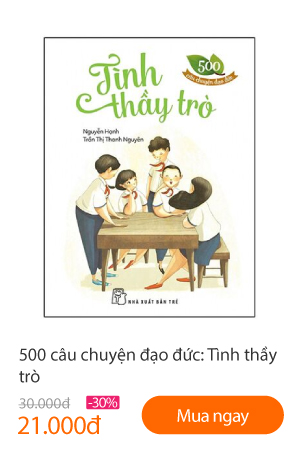 500
câu chuyện đạo đức
Tình
thầy trò
Nguyễn Hạnh
Trần Thị Thanh Nguyên
NHÀ XUẤT BẢN TRẺ
500 câu chuyện đạo đức: Tình thầy
trò
30.000đ -30%
21.000đ
Mua ngay